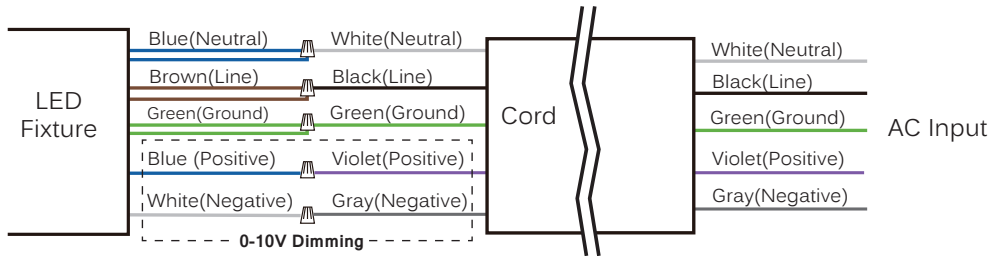 Blue(Neutral)
White(Neutral)
White(Neutral)
Brown(Line)
Black(Line)
Black(Line)
LED
Fixture
Green(Ground)
Green(Ground)
Cord
Green(Ground)
AC Input
Blue (Positive)
Violet(Positive)
Violet(Positive)
White(Negative)
Gray(Negative)
Gray(Negative)
0-10V Dimming